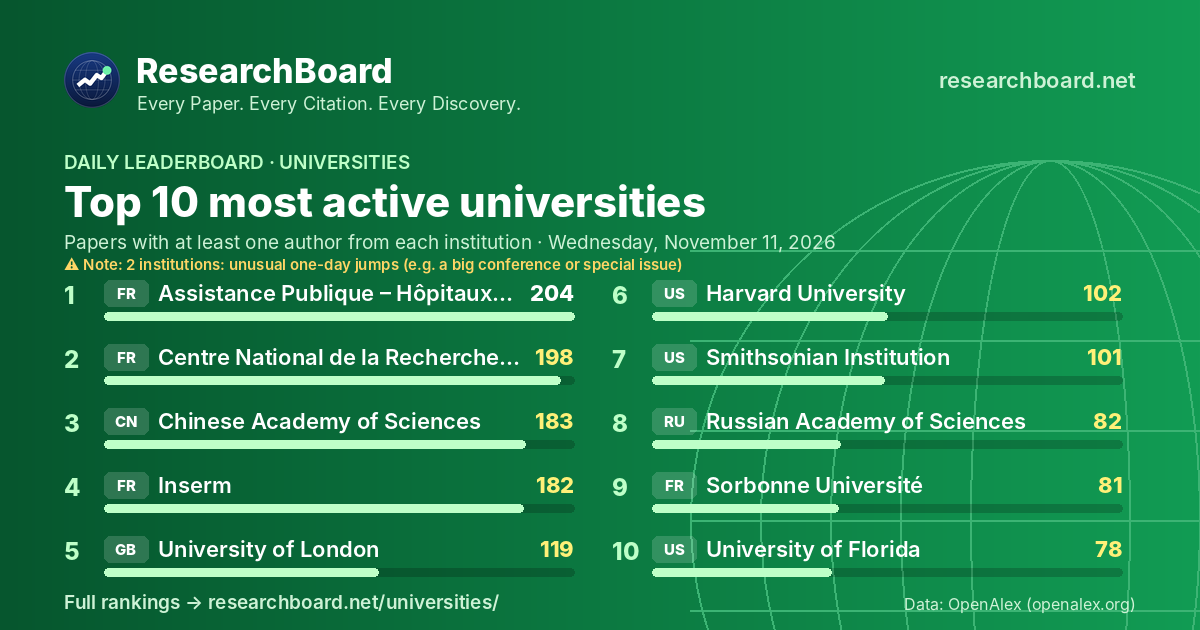 ResearchBoard
Every Paper. Every Citation. Every Discovery.
researchboard.net
DAILY LEADERBOARD · UNIVERSITIES
Top 10 most active universities
Papers with at least one author from each institution · Wednesday, November 11, 2026
⚠ Note: 2 institutions: unusual one-day jumps (e.g. a big conference or special issue)
1 FR Assistance Publique – Hôpitaux... 204
2 FR Centre National de la Recherche... 198
3 CN Chinese Academy of Sciences 183
4 FR Inserm 182
5 GB University of London 119
6 US Harvard University 102
7 US Smithsonian Institution 101
8 RU Russian Academy of Sciences 82
9 FR Sorbonne Université 81
10 US University of Florida 78
Full rankings → researchboard.net/universities/
Data: OpenAlex (openalex.org)